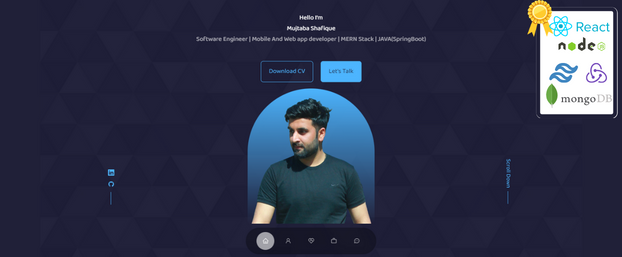 Hello I'm
Mujtaba Shafique
Software Engineer | Mobile And Web app developer | MERN Stack | JAVA(SpringBoot)
Download CV
Let's Talk
Scroll Down
React
node
mongoDB